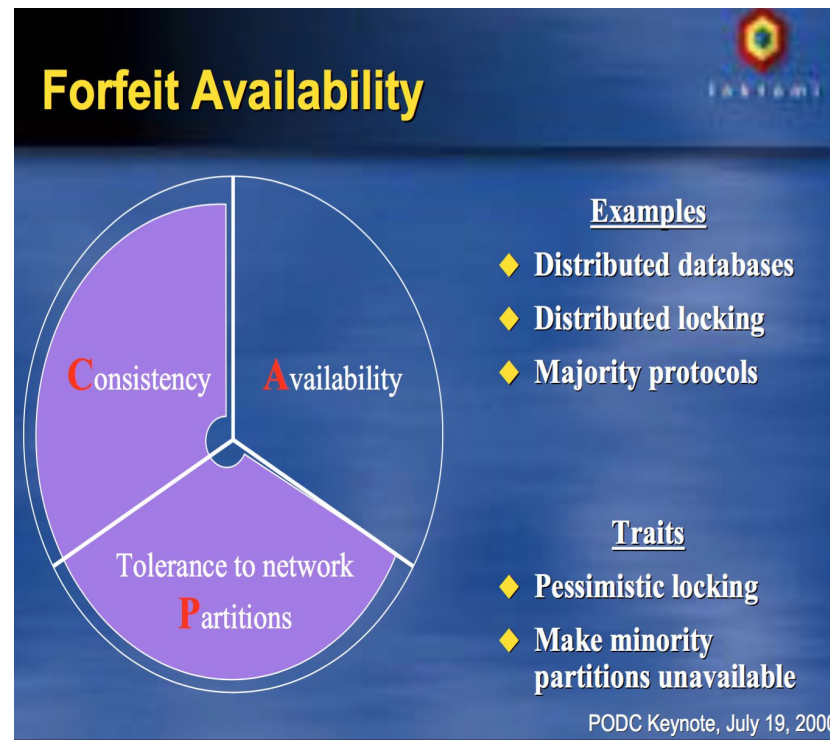 Forfeit Availability
Inktomi
Consistency
Availability
Tolerance to network
Partitions
Examples
Distributed databases
Distributed locking
Majority protocols
Traits
Pessimistic locking
Make minority
partitions unavailable
PODC Keynote, July 19, 2000